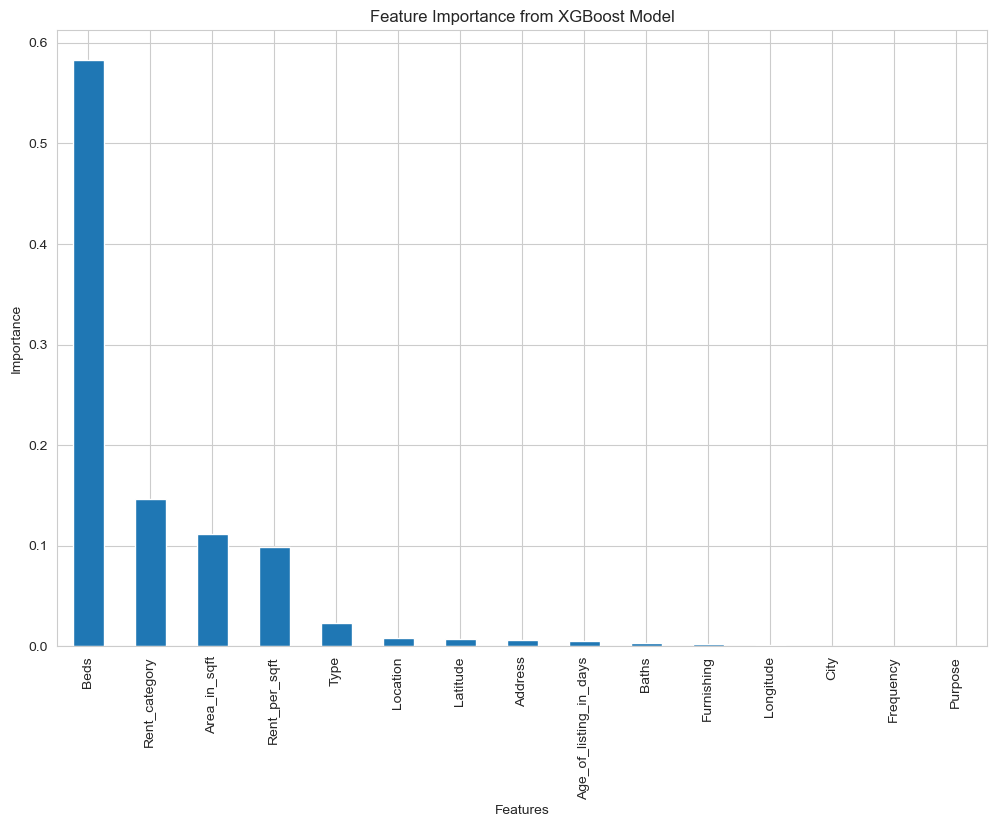 Feature Importance from XGBoost Model
0.6
0.5
0.4
0.3
0.2
0.1
0.0
Importance
Beds
Rent_category
Area_in_sqft
Rent_per_sqft
Type
Location
Latitude
Address
Age_of_listing_in_days
Baths
Furnishing
Longitude
City
Frequency
Purpose
Features